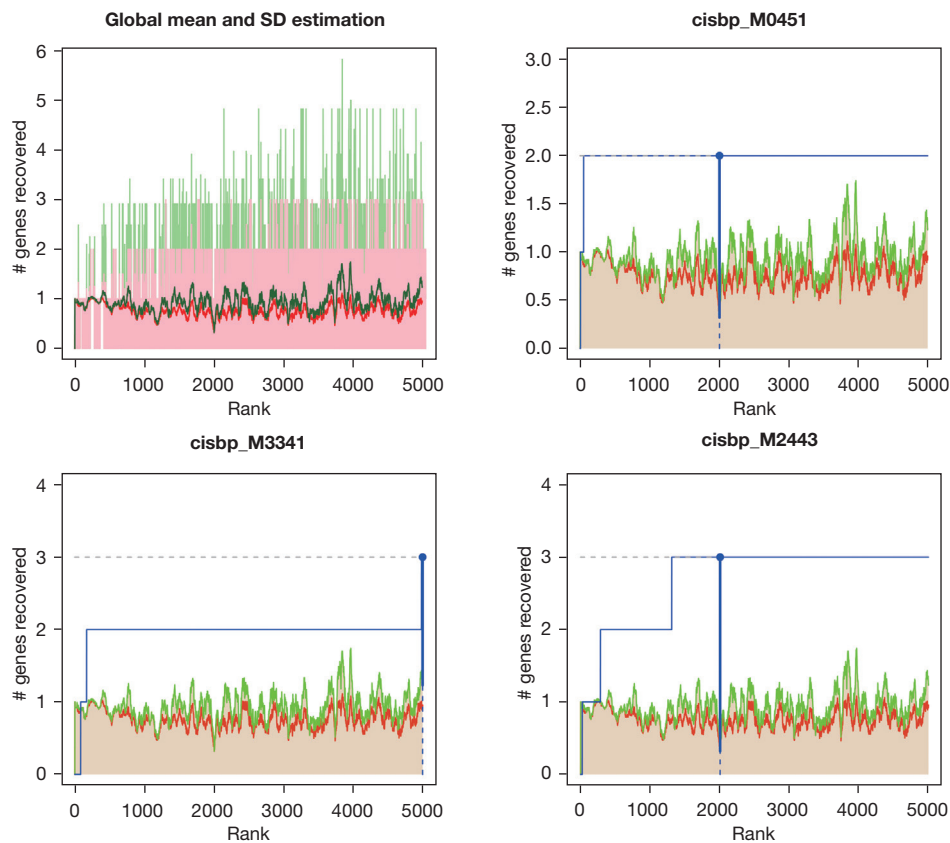 Global mean and SD estimation
# genes recovered
6
5
4
3
2
1
0
0 1000 2000 3000 4000 5000
Rank
cisbp_M0451
# genes recovered
3.0
2.5
2.0
1.5
1.0
0.5
0.0
0 1000 2000 3000 4000 5000
Rank
cisbp_M3341
# genes recovered
4
3
2
1
0
0 1000 2000 3000 4000 5000
Rank
cisbp_M2443
# genes recovered
4
3
2
1
0
0 1000 2000 3000 4000 5000
Rank